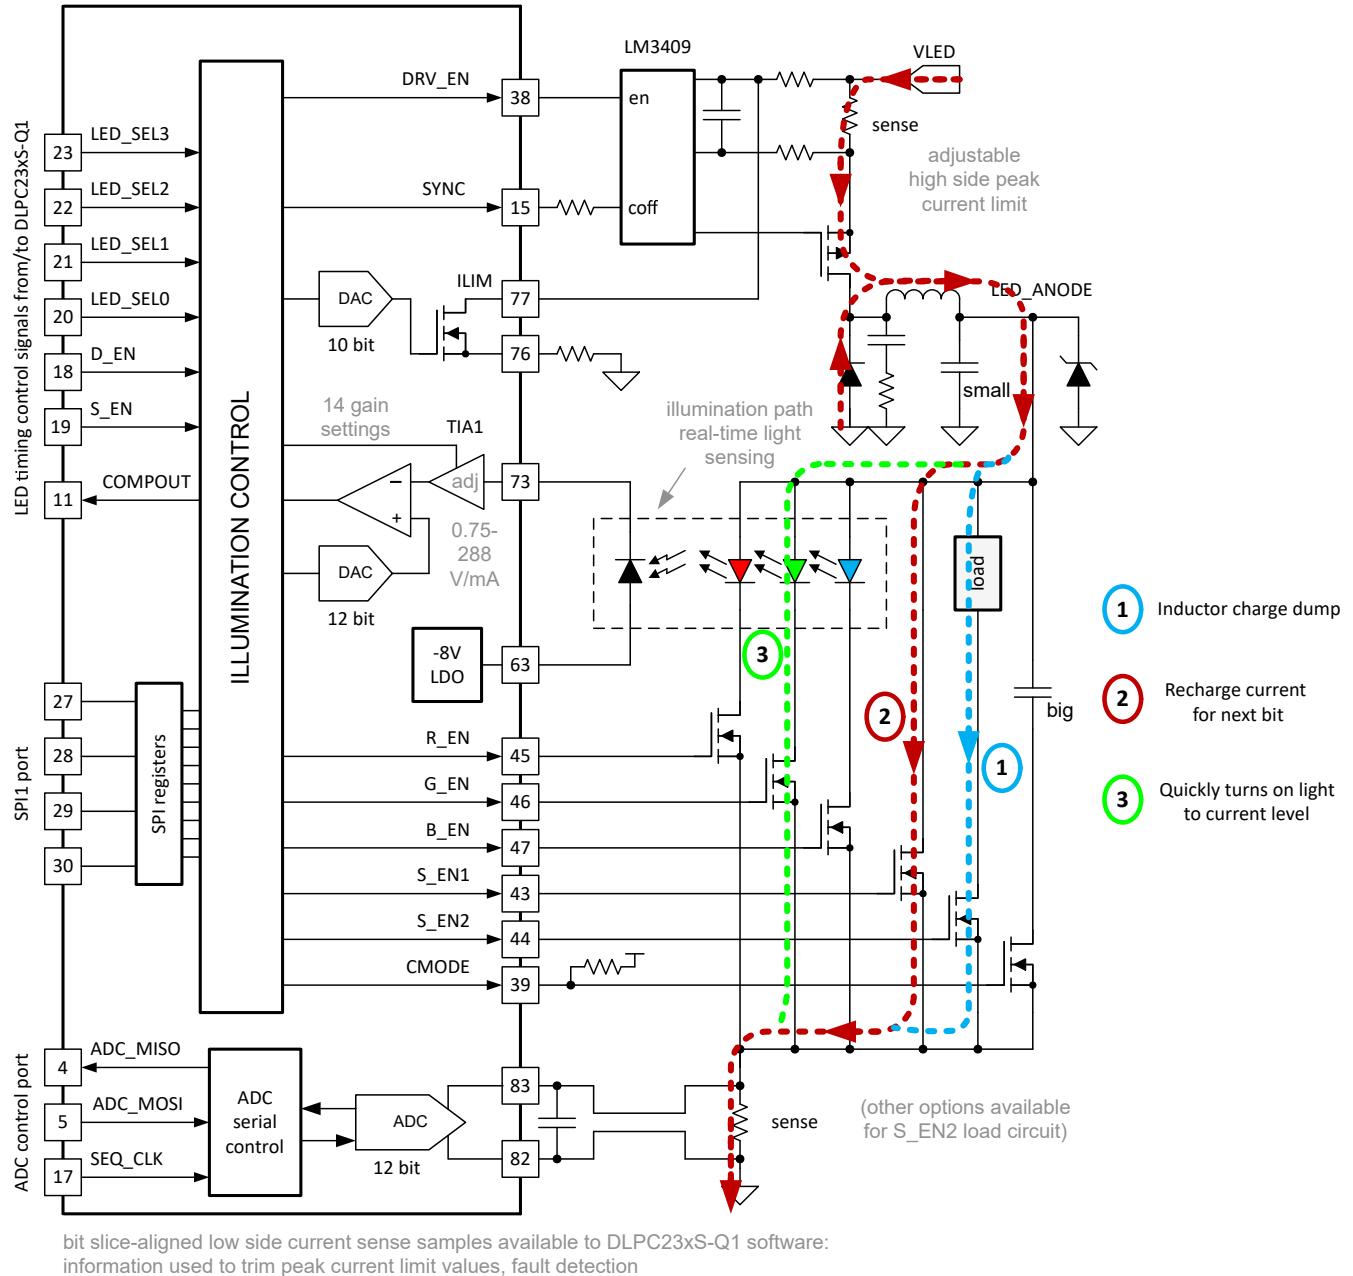 LM3409
VLED
DRV_EN
38
en
sense
LED timing control signals from/to DLPC23xS-Q1
23
LED_SEL3
adjustable
high side peak
current limit
22
LED_SEL2
SYNC
15
coff
21
LED_SEL1
20
LED_SEL0
DAC
10 bit
ILIM
77
LED_ANODE
18
D_EN
76
small
19
S_EN
14 gain
settings
TIA1
illumination path
real-time light
sensing
11
COMPOUT
ILLUMINATION CONTROL
adj
73
−
+
0.75-
288
V/mA
DAC
12 bit
load
1
Inductor charge dump
-8V
LDO
63
3
SPI1 port
27
28
29
30
SPI registers
2
big
2
Recharge current
for next bit
R_EN
45
1
3
Quickly turns on light
to current level
G_EN
46
B_EN
47
S_EN1
43
S_EN2
44
CMODE
39
ADC control port
4
ADC_MISO
5
ADC_MOSI
17
SEQ_CLK
ADC
serial
control
ADC
12 bit
83
82
sense
(other options available
for S_EN2 load circuit)
bit slice-aligned low side current sense samples available to DLPC23xS-Q1 software:
information used to trim peak current limit values, fault detection